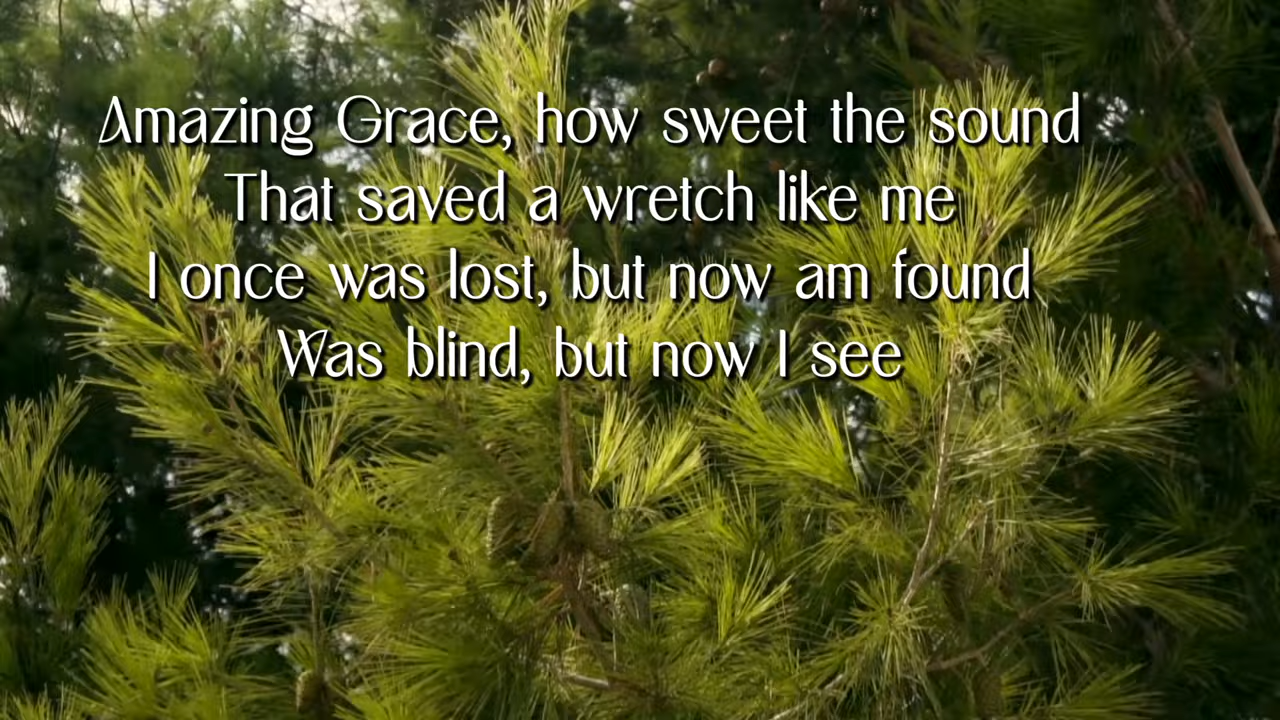 Amazing Grace, how sweet the sound
That saved a wretch like me
I once was lost, but now am found
Was blind, but now I see